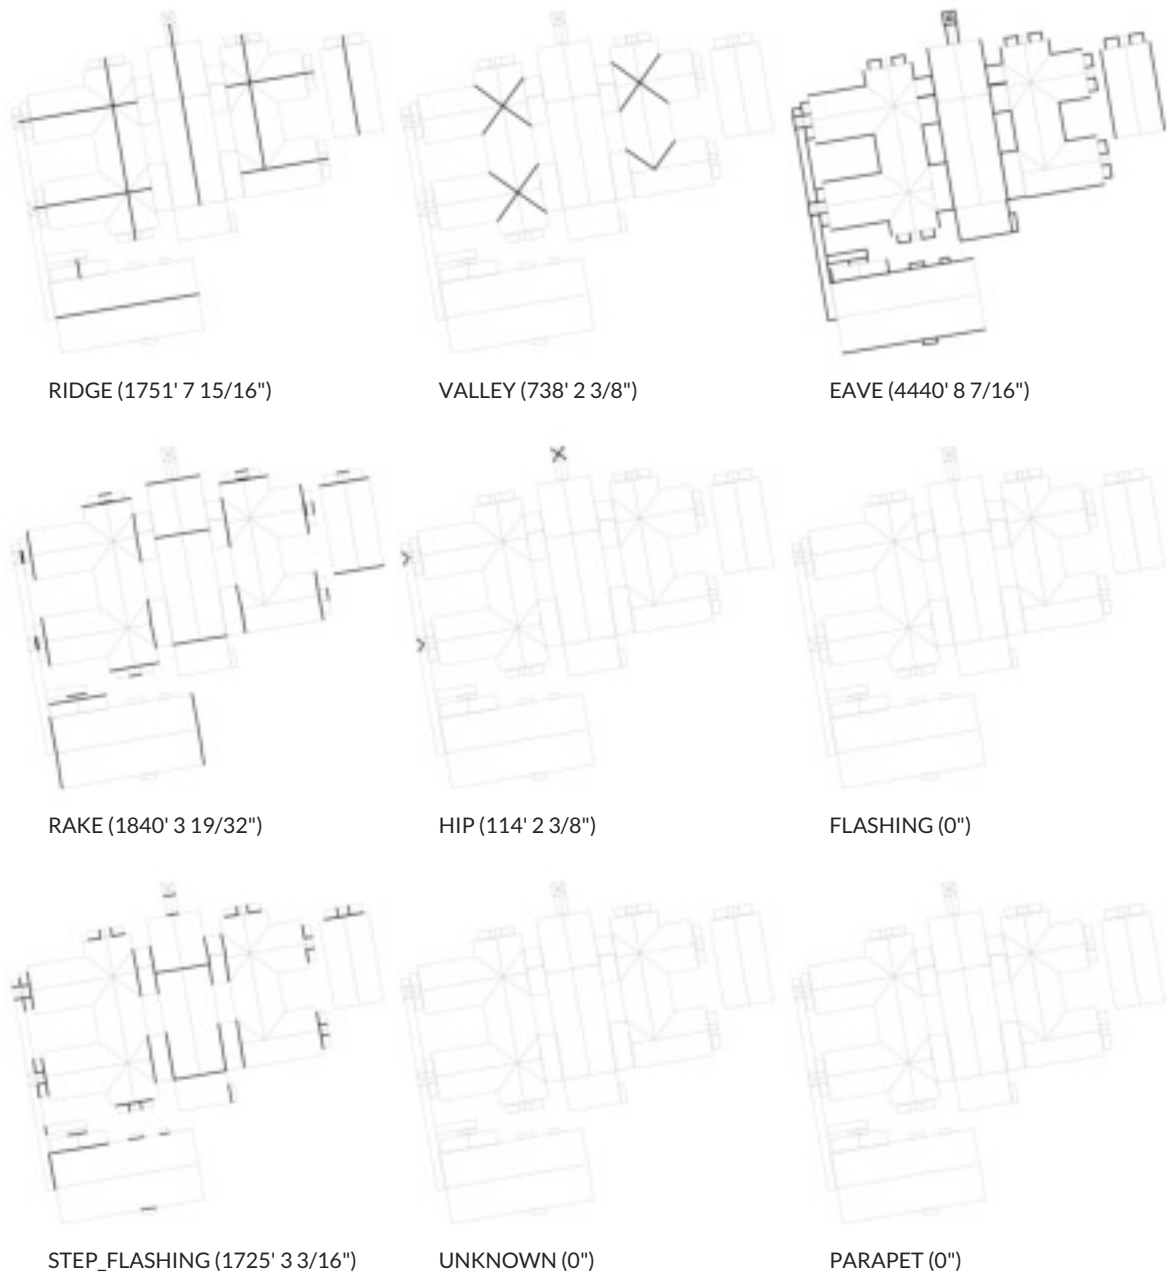 RIDGE (1751' 7 15/16")
VALLEY (738' 2 3/8")
EAVE (4440' 8 7/16")
RAKE (1840' 3 19/32")
HIP (114' 2 3/8")
FLASHING (0")
STEP_FLASHING (1725' 3 3/16")
UNKNOWN (0")
PARAPET (0")